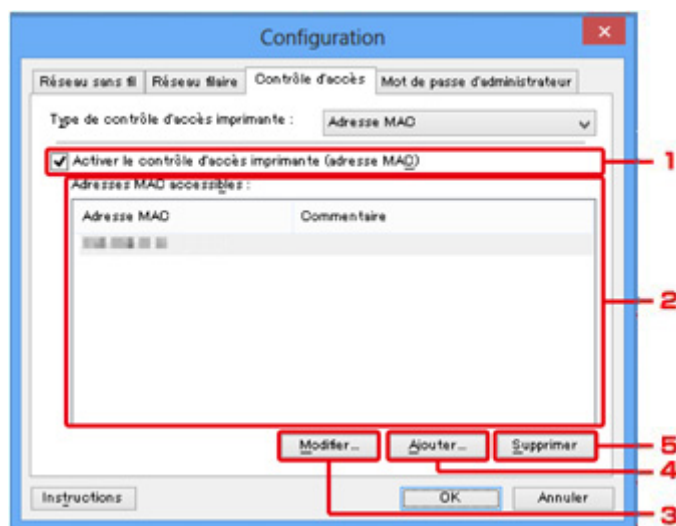 Configuration
Réseau sans fil Réseau filaire Contrôle d'accès Mot de passe d'administrateur
Type de contrôle d'accès imprimante : Adresse MAC
Activer le contrôle d'accès imprimante (adresse MAC) 1
Adresses MAC accessibles :
Adresse MAC Commentaire
2
Modifier... Ajouter... Supprimer 5
4
Instructions OK Annuler
3